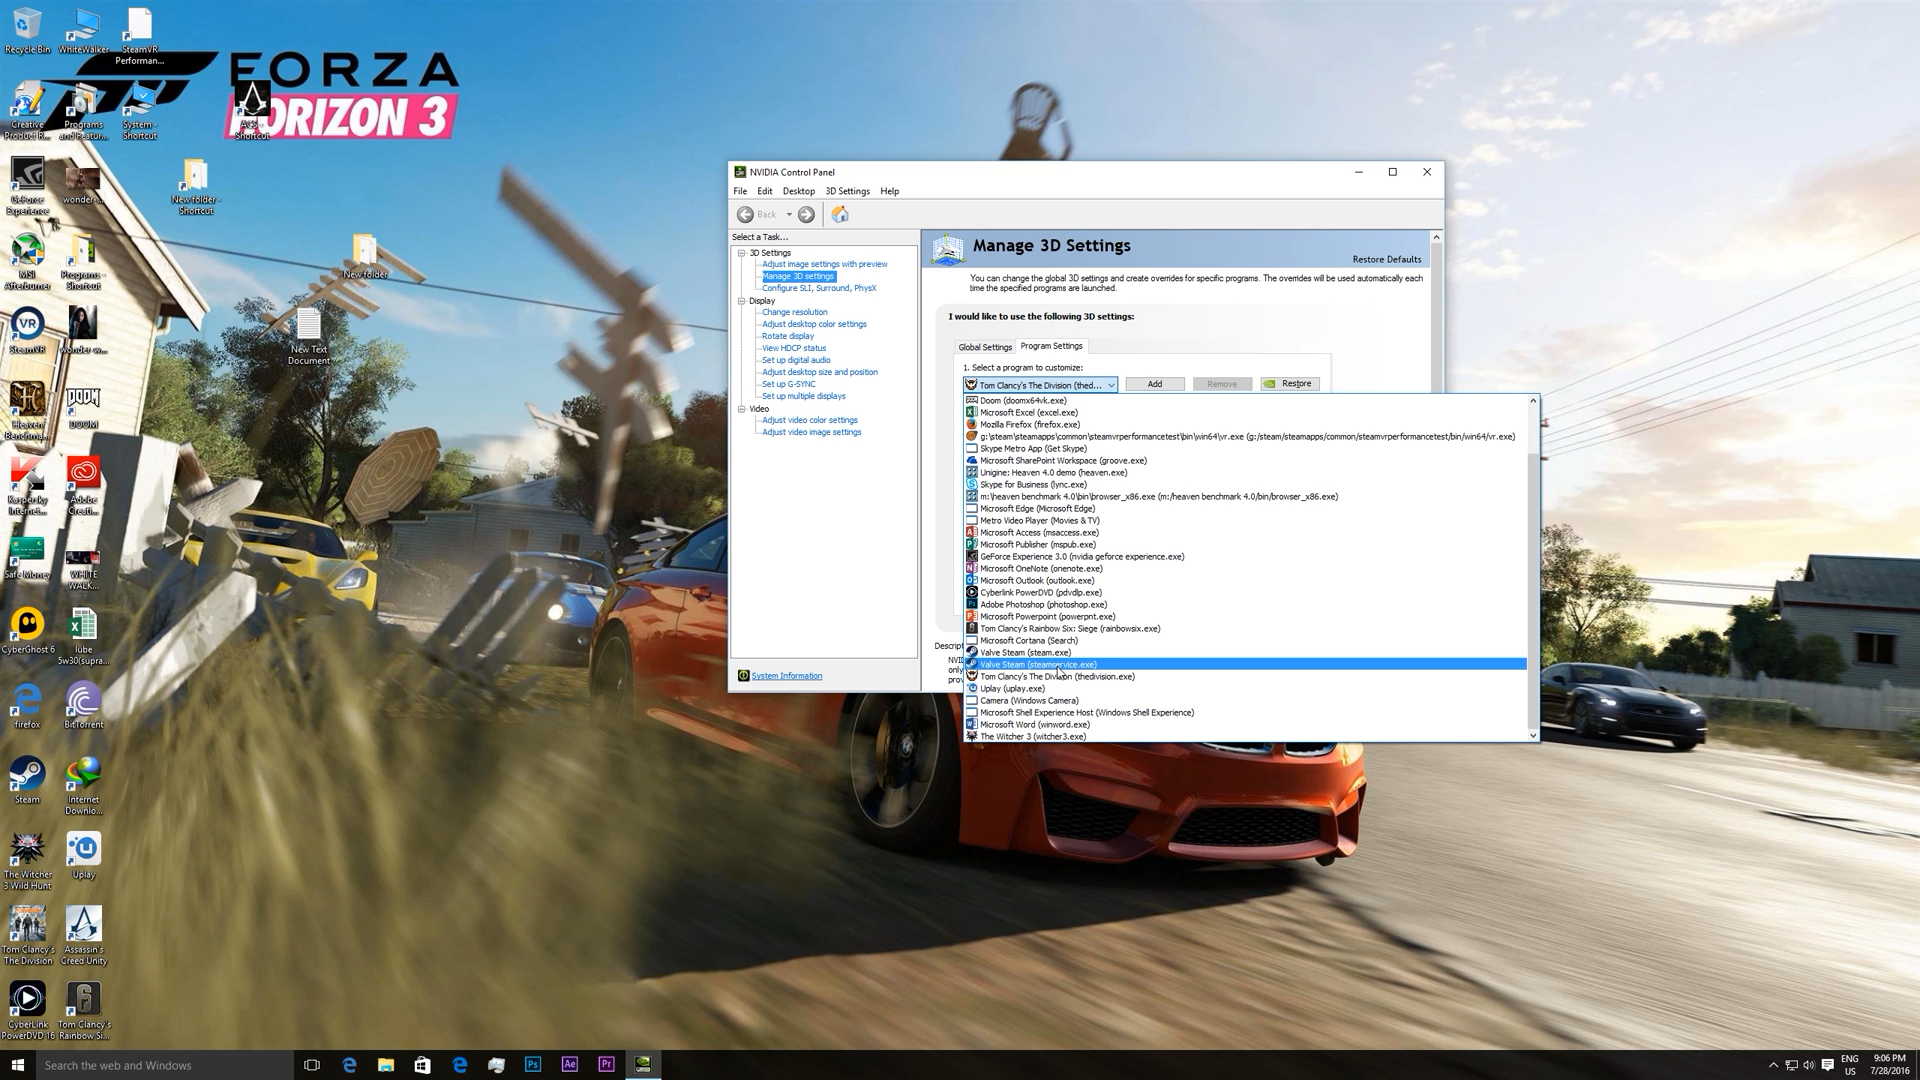 Recycle Bin
WhiteWalker
SteamVR
Performan...
FORZA
HORIZON 3
Creative
Product R...
Programs
and Featur...
System -
Shortcut
ACS -
Shortcut
GeForce
Experience
wonder-...
New folder -
Shortcut
MSI
Afterburner
Programs -
Shortcut
New folder
SteamVR
wonder-w...
New Text
Document
Heaven
Benchma...
DOOM
Kaspersky
Internet...
Adobe
Creati...
Safe Money
WHITE
WALK...
CyberGhost 6
lube
5w30(supra...
firefox
BitTorrent
Steam
Internet
Downlo...
The Witcher
3 Wild Hunt
Uplay
Tom Clancy's
The Division
Assassin's
Creed Unity
CyberLink
PowerDVD 16
Tom Clancy's
Rainbow Si...
NVIDIA Control Panel
File Edit Desktop 3D Settings Help
Back
Select a Task...
3D Settings
Adjust image settings with preview
Manage 3D settings
Configure SLI, Surround, PhysX
Display
Change resolution
Adjust desktop color settings
Rotate display
View HDCP status
Set up digital audio
Adjust desktop size and position
Set up G-SYNC
Set up multiple displays
Video
Adjust video color settings
Adjust video image settings
System Information
Manage 3D Settings
Restore Defaults
You can change the global 3D settings and create overrides for specific programs. The overrides will be used automatically each
time the specified programs are launched.
I would like to use the following 3D settings:
Global Settings Program Settings
1. Select a program to customize:
Tom Clancy's The Division (thed... Add Remove Restore
Doom (doomx64vk.exe)
Microsoft Excel (excel.exe)
Mozilla Firefox (firefox.exe)
g:\steam\steamapps\common\steamvrperformancetest\bin\win64\vr.exe (g:/steam/steamapps/common/steamvrperformancetest/bin/win64/vr.exe)
Skype Metro App (Get Skype)
Microsoft SharePoint Workspace (groove.exe)
Unigine: Heaven 4.0 demo (heaven.exe)
Skype for Business (lync.exe)
m:\heaven benchmark 4.0\bin\browser_x86.exe (m:/heaven benchmark 4.0/bin/browser_x86.exe)
Microsoft Edge (Microsoft Edge)
Metro Video Player (Movies & TV)
Microsoft Access (msaccess.exe)
Microsoft Publisher (mspub.exe)
GeForce Experience 3.0 (nvidia geforce experience.exe)
Microsoft OneNote (onenote.exe)
Microsoft Outlook (outlook.exe)
Cyberlink PowerDVD (pdvdlp.exe)
Adobe Photoshop (photoshop.exe)
Microsoft Powerpoint (powerpnt.exe)
Tom Clancy's Rainbow Six: Siege (rainbowsix.exe)
Microsoft Cortana (Search)
Valve Steam (steam.exe)
Valve Steam (steamservice.exe)
Tom Clancy's The Division (thedivision.exe)
Uplay (uplay.exe)
Camera (Windows Camera)
Microsoft Shell Experience Host (Windows Shell Experience)
Microsoft Word (winword.exe)
The Witcher 3 (witcher3.exe)
Descript
NVI
only
prov
Search the web and Windows
Ps
Ae
Pr
ENG
US
9:06 PM
7/28/2016